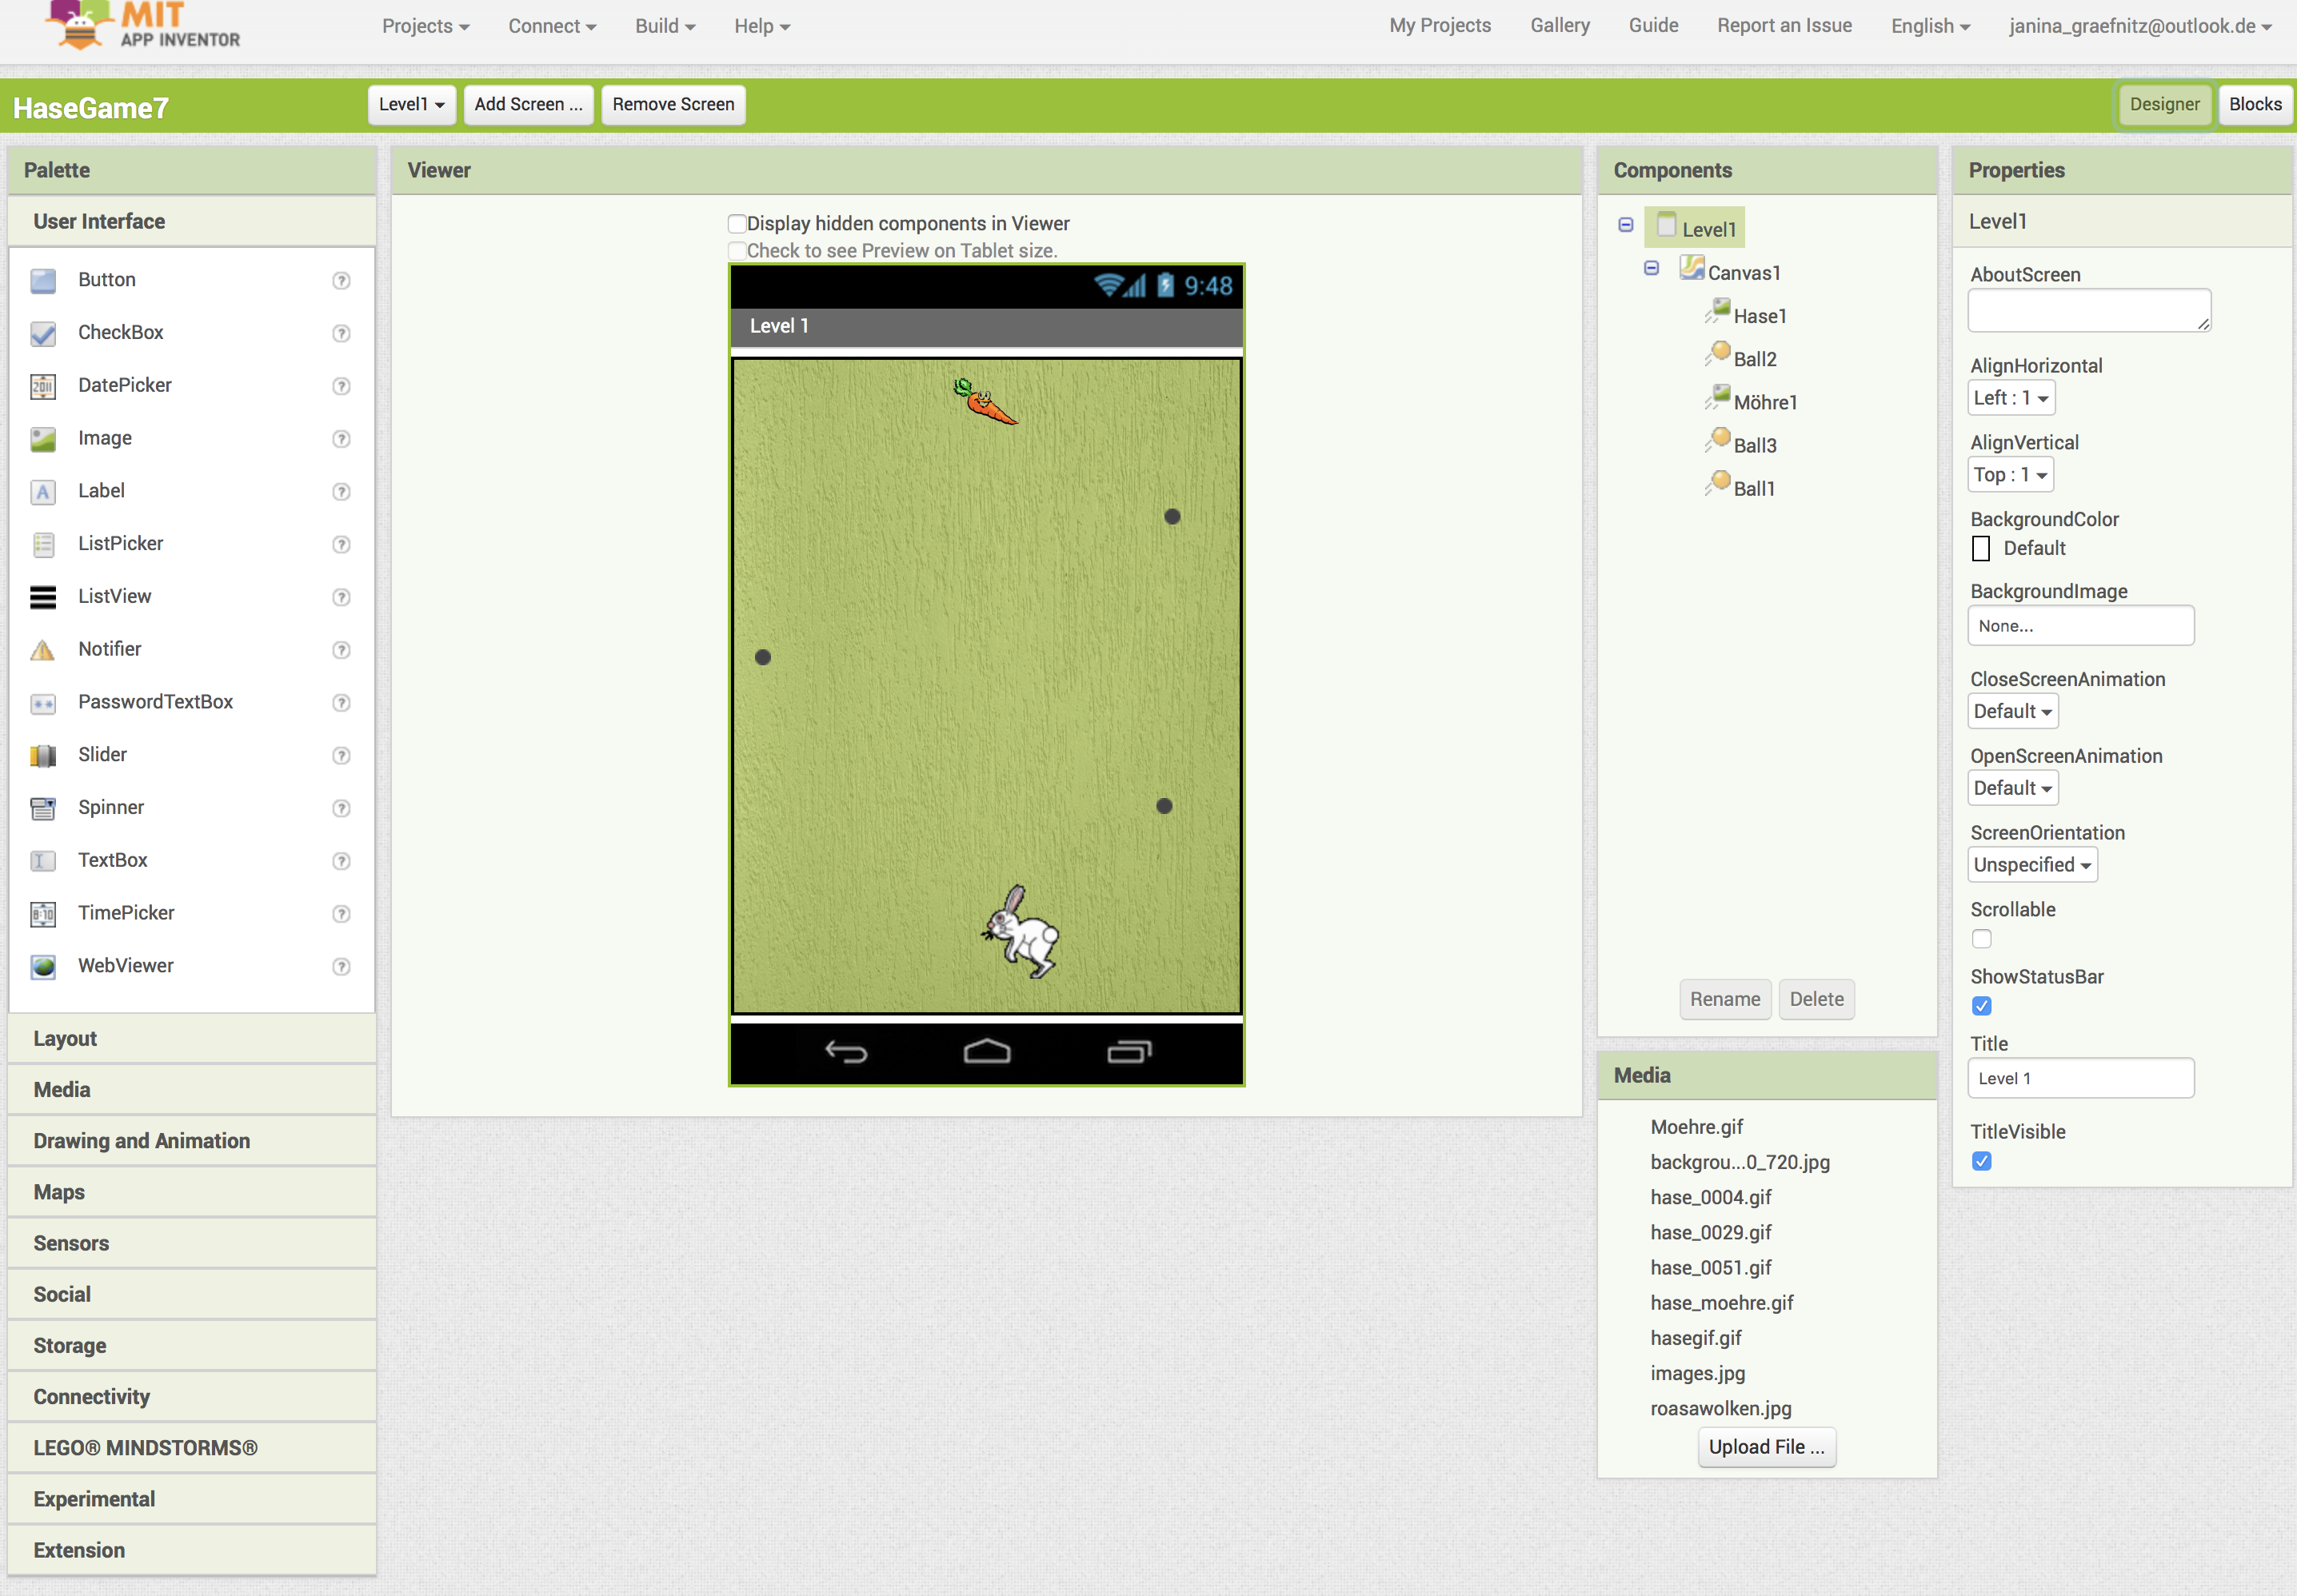 MIT
APP INVENTOR
Projects
Connect
Build
Help
My Projects
Gallery
Guide
Report an Issue
English
janina_graefnitz@outlook.de
HaseGame7
Level1
Add Screen ...
Remove Screen
Designer
Blocks
Palette
User Interface
Button
CheckBox
DatePicker
Image
Label
ListPicker
ListView
Notifier
PasswordTextBox
Slider
Spinner
TextBox
TimePicker
WebViewer
Layout
Media
Drawing and Animation
Maps
Sensors
Social
Storage
Connectivity
LEGO® MINDSTORMS®
Experimental
Extension
Viewer
Display hidden components in Viewer
Check to see Preview on Tablet size.
9:48
Level 1
Components
Level1
Canvas1
Hase1
Ball2
Möhre1
Ball3
Ball1
Rename
Delete
Media
Moehre.gif
backgrou...0_720.jpg
hase_0004.gif
hase_0029.gif
hase_0051.gif
hase_moehre.gif
hasegif.gif
images.jpg
roasawolken.jpg
Upload File ...
Properties
Level1
AboutScreen
AlignHorizontal
Left : 1
AlignVertical
Top : 1
BackgroundColor
Default
BackgroundImage
None...
CloseScreenAnimation
Default
OpenScreenAnimation
Default
ScreenOrientation
Unspecified
Scrollable
ShowStatusBar
Title
Level 1
TitleVisible